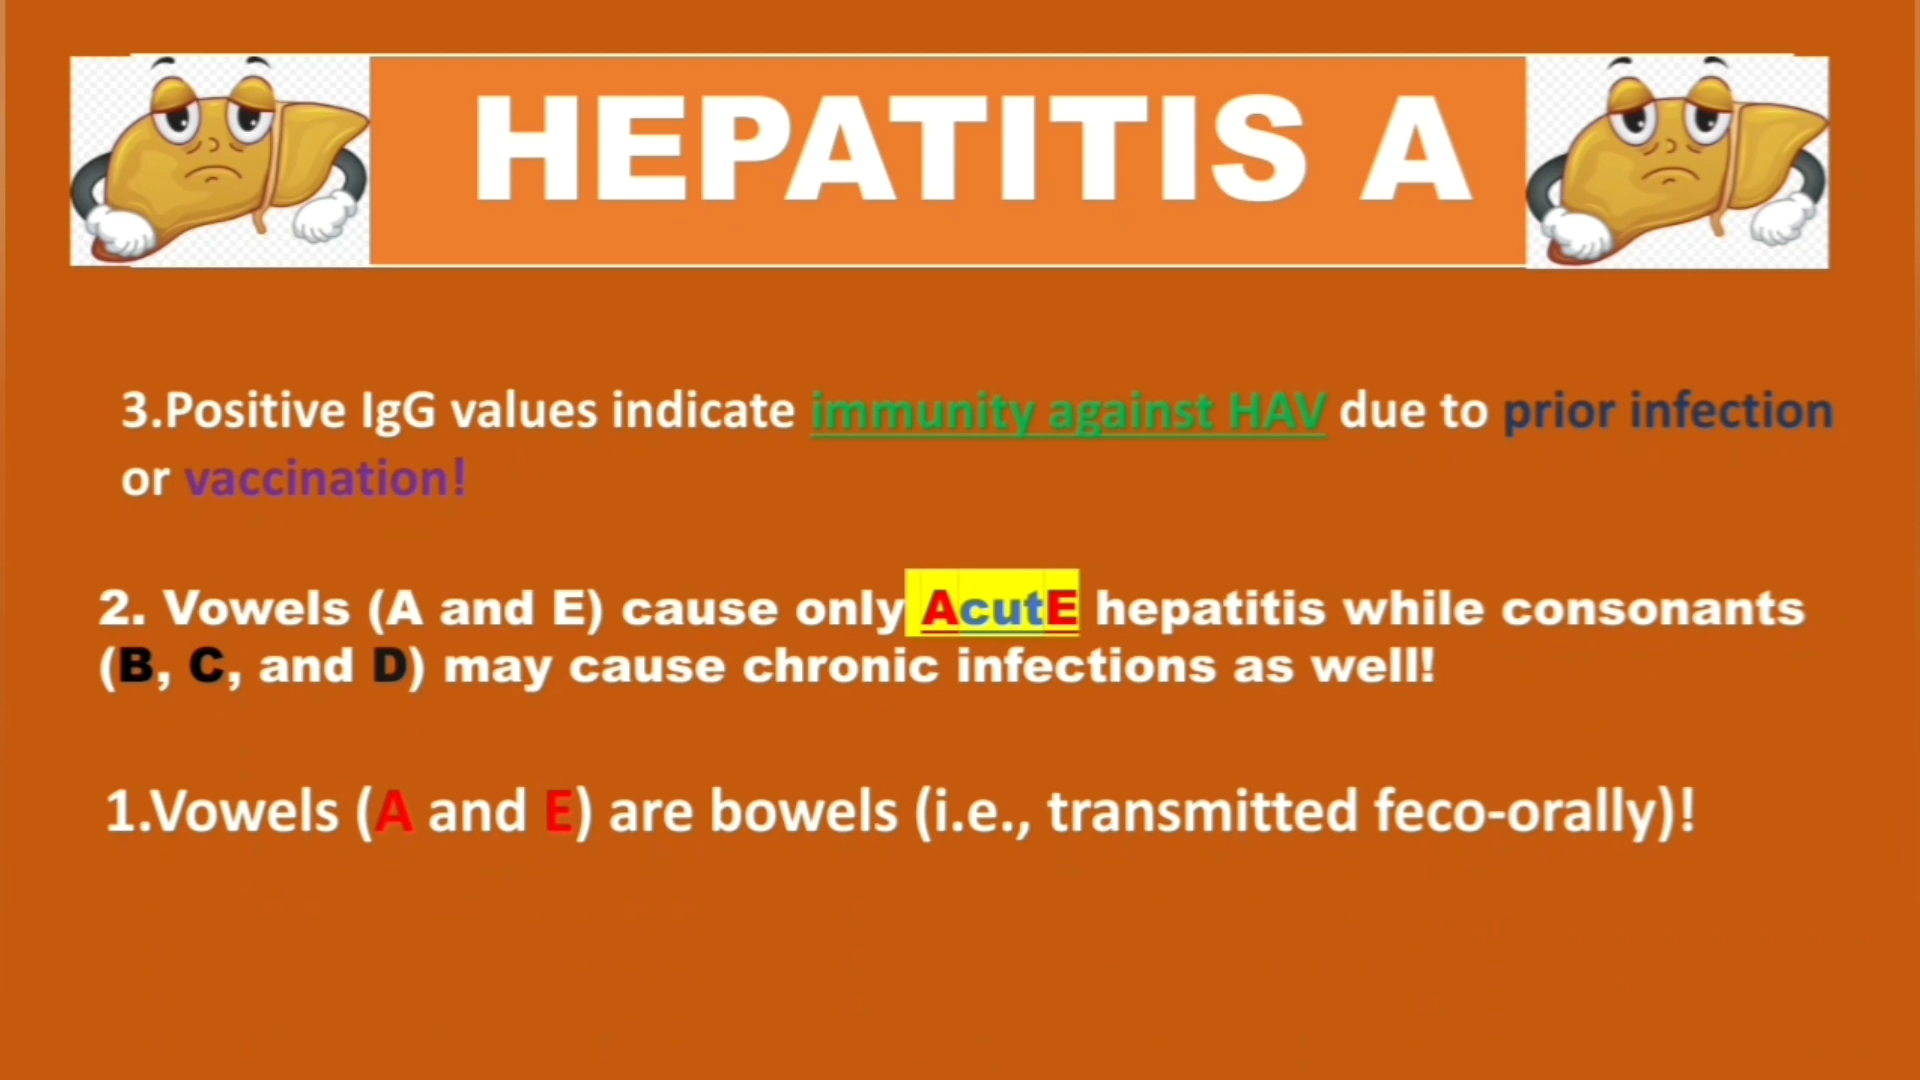 HEPATITIS A
3.Positive IgG values indicate immunity against HAV due to prior infection
or vaccination!
2. Vowels (A and E) cause only AcutE hepatitis while consonants
(B, C, and D) may cause chronic infections as well!
1.Vowels (A and E) are bowels (i.e., transmitted feco-orally)!